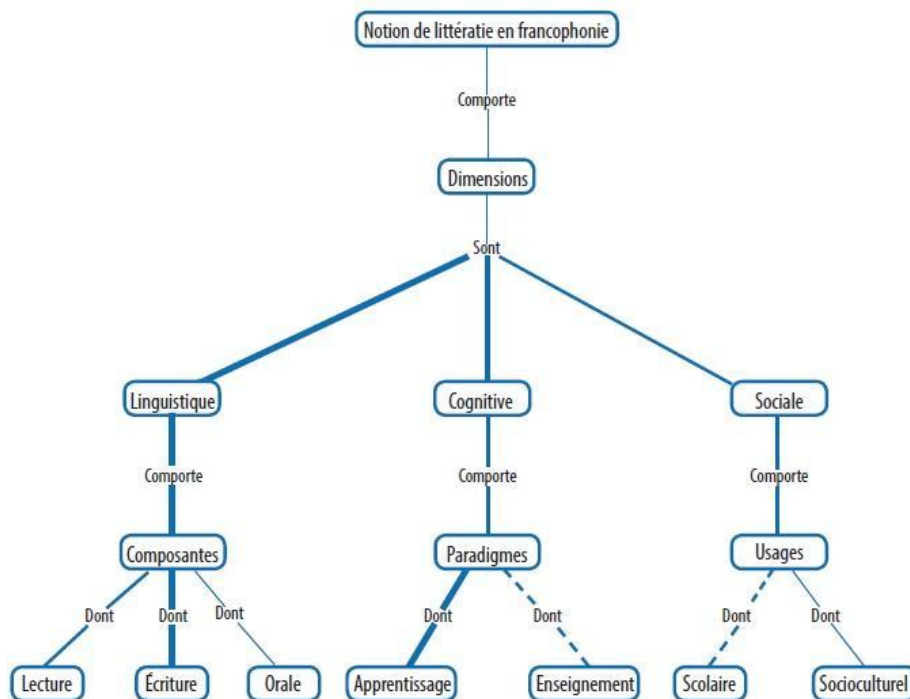 Notion de littératie en francophonie
Comporte
Dimensions
Sont
Linguistique
Cognitive
Sociale
Comporte
Comporte
Comporte
Composantes
Paradigmes
Usages
Dont
Dont
Dont
Dont
Dont
Dont
Dont
Lecture
Écriture
Orale
Apprentissage
Enseignement
Scolaire
Socioculturel